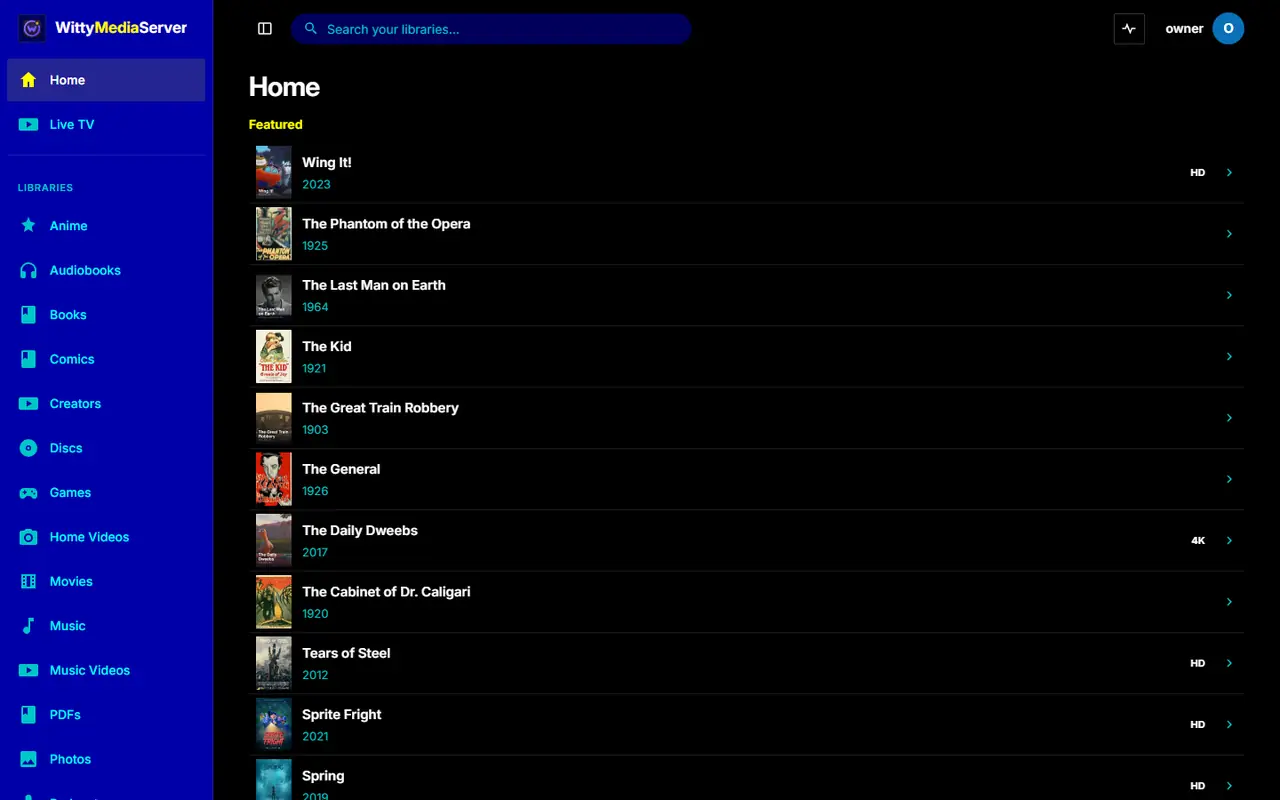 WittyMediaServer
Search your libraries...
owner
O
Home
Live TV
LIBRARIES
Anime
Audiobooks
Books
Comics
Creators
Discs
Games
Home Videos
Movies
Music
Music Videos
PDFs
Photos
Home
Featured
Wing It!
2023
HD
The Phantom of the Opera
1925
The Last Man on Earth
1964
The Kid
1921
The Great Train Robbery
1903
The General
1926
The Daily Dweebs
2017
4K
The Cabinet of Dr. Caligari
1920
Tears of Steel
2012
HD
Sprite Fright
2021
HD
Spring
2019
HD